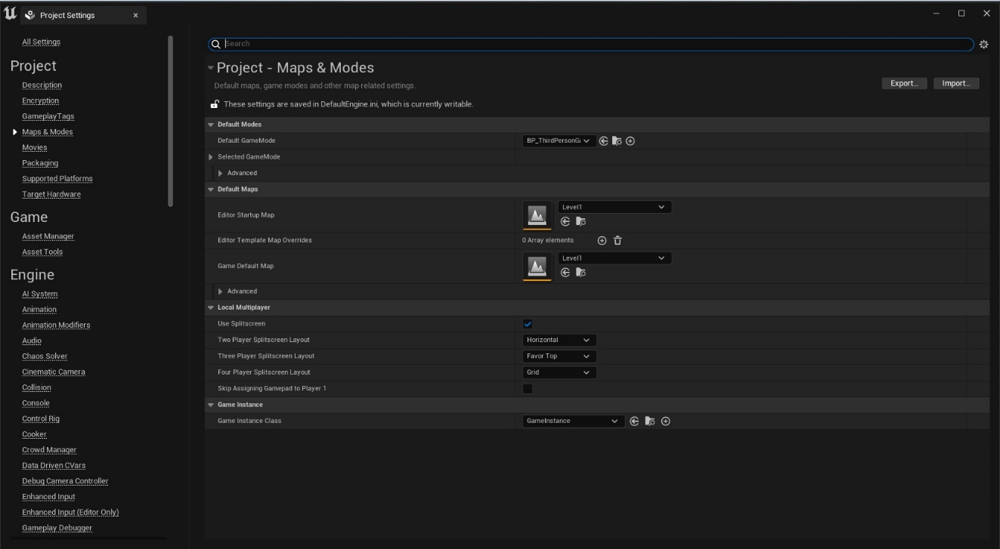 Project Settings
All Settings
Project
Description
Encryption
GameplayTags
Maps & Modes
Movies
Packaging
Supported Platforms
Target Hardware
Game
Asset Manager
Asset Tools
Engine
AI System
Animation
Animation Modifiers
Audio
Chaos Solver
Cinematic Camera
Collision
Console
Control Rig
Cooker
Crowd Manager
Data Driven CVars
Debug Camera Controller
Enhanced Input
Enhanced Input (Editor Only)
Gameplay Debugger
Search
Project - Maps & Modes
Default maps, game modes and other map related settings.
Export...
Import...
These settings are saved in DefaultEngine.ini, which is currently writable.
Default Modes
Default GameMode
BP_ThirdPersonGa
Selected GameMode
Advanced
Default Maps
Editor Startup Map
Level1
Editor Template Map Overrides
0 Array elements
Game Default Map
Level1
Advanced
Local Multiplayer
Use Splitscreen
Two Player Splitscreen Layout
Horizontal
Three Player Splitscreen Layout
Favor Top
Four Player Splitscreen Layout
Grid
Skip Assigning Gamepad to Player 1
Game Instance
Game Instance Class
GameInstance